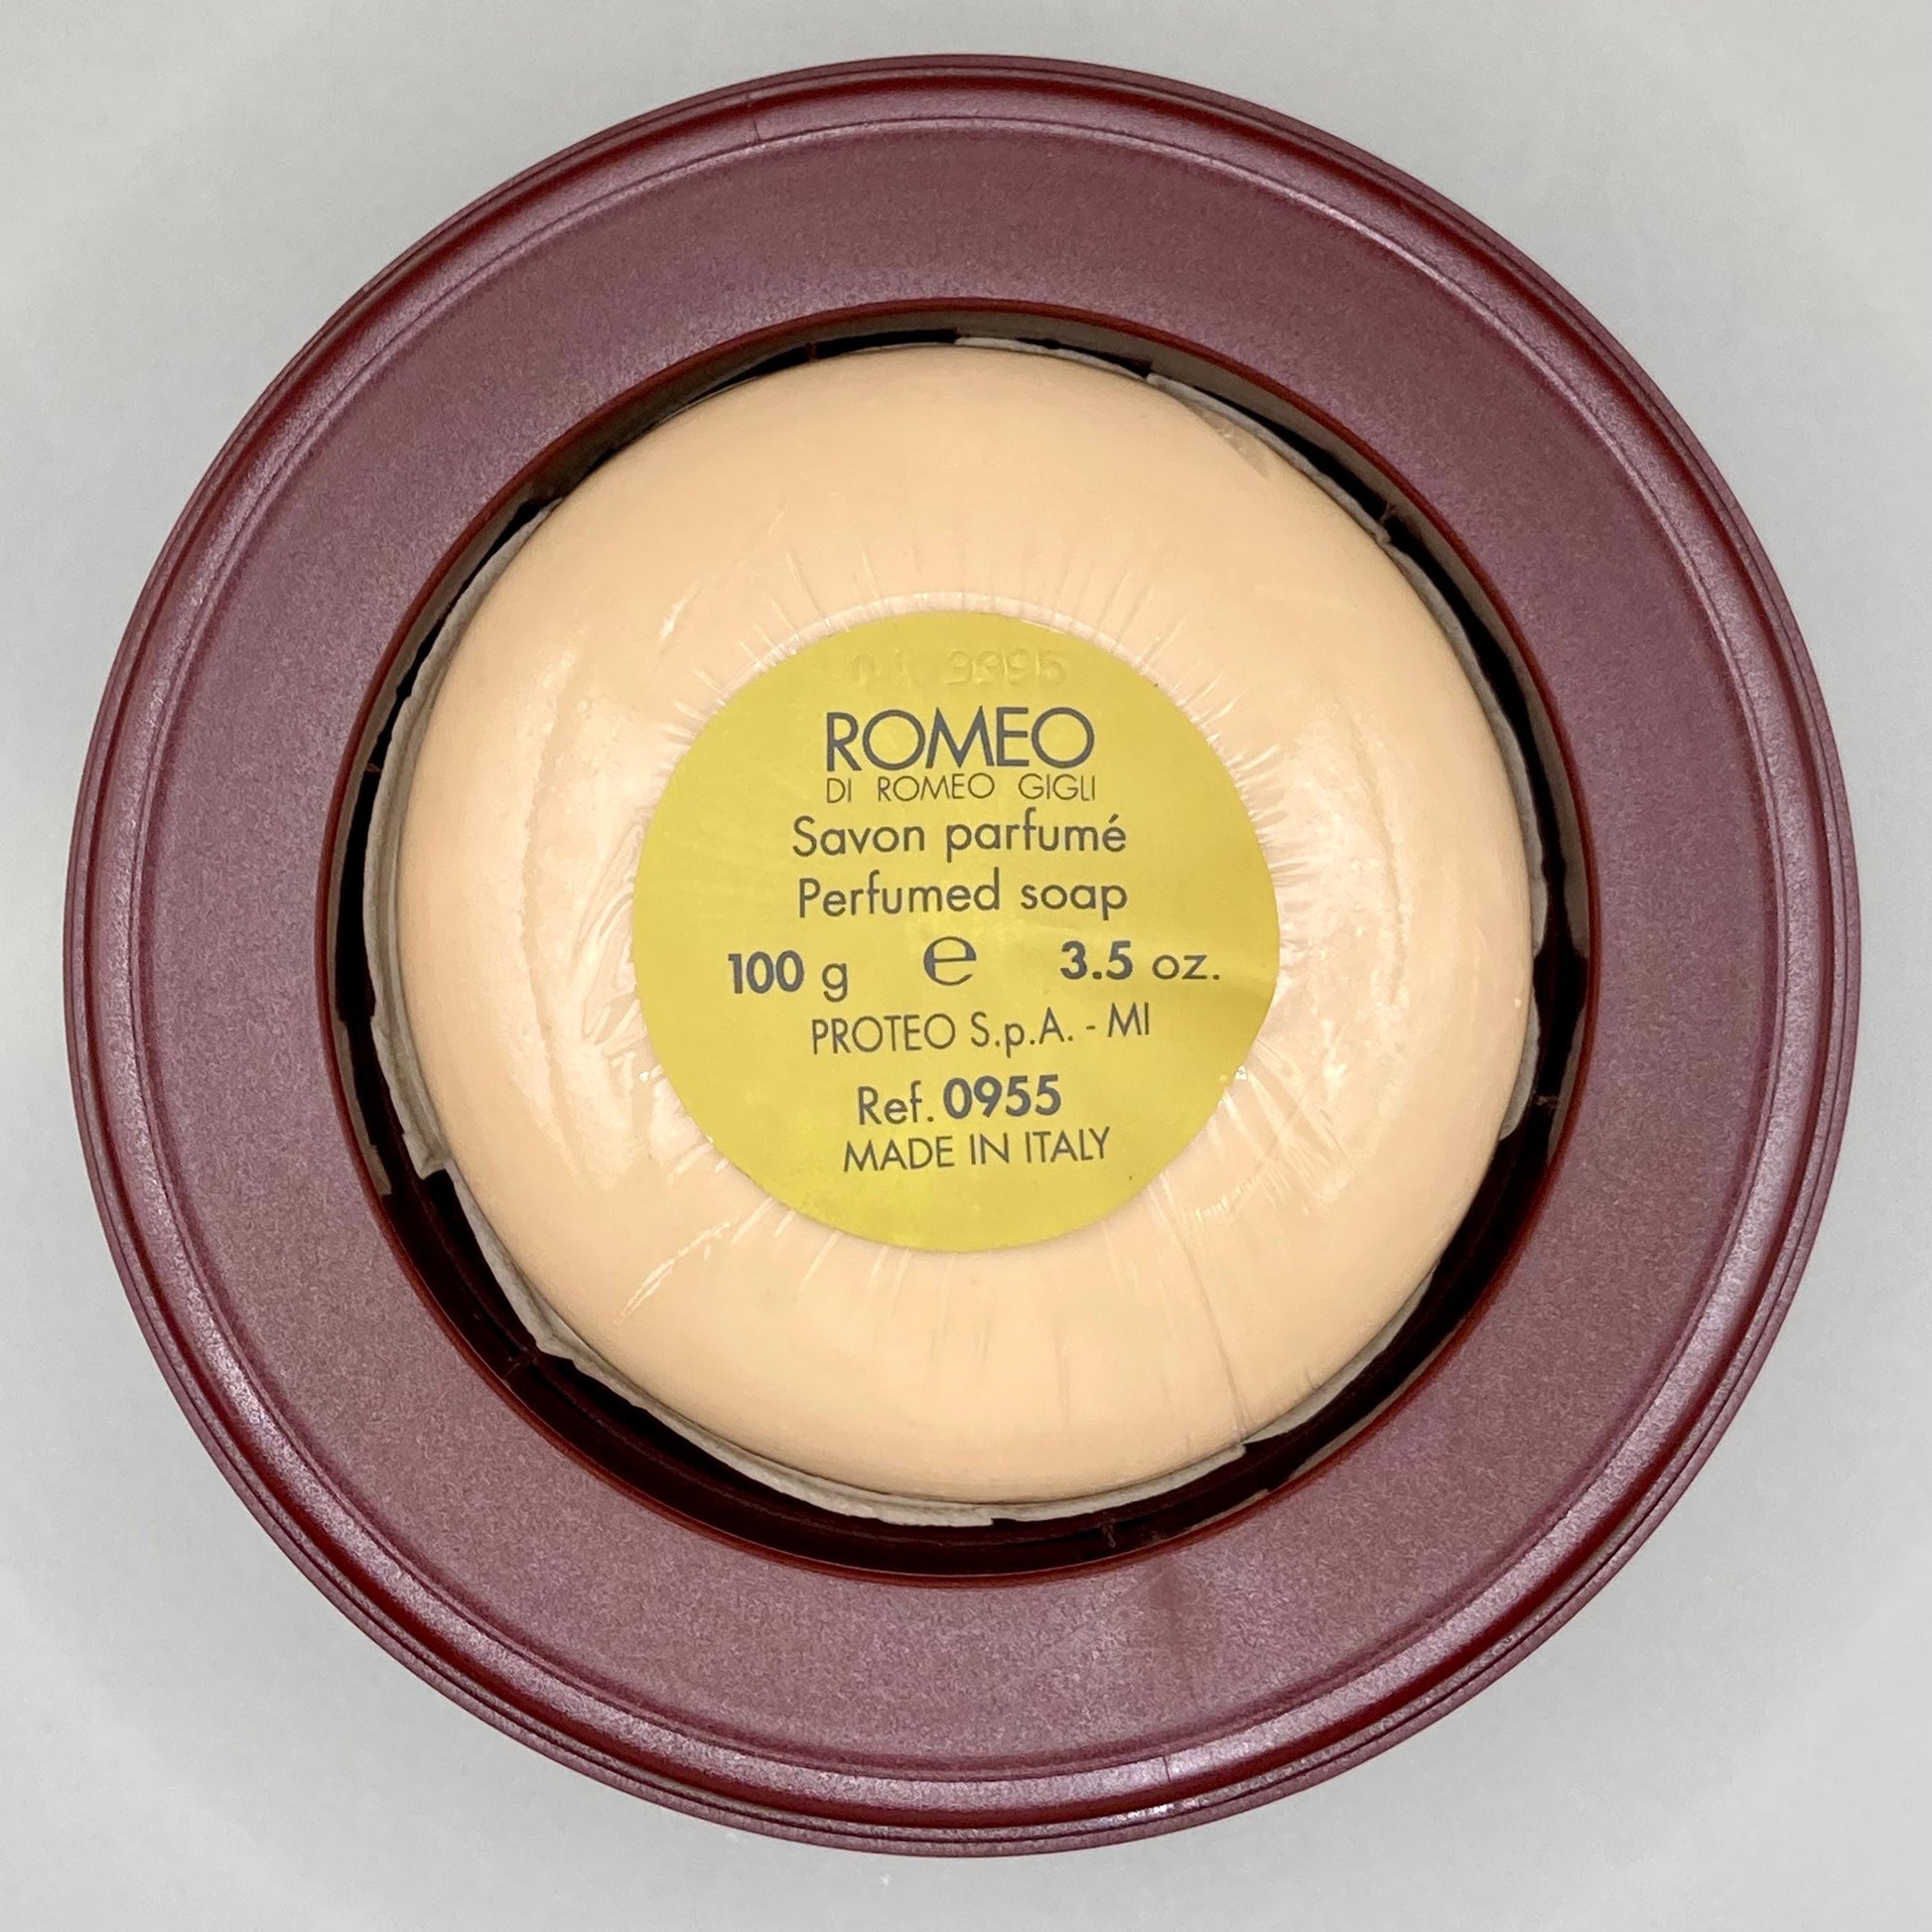 ROMEO
DI ROMEO GIGLI
Savon parfumé
Perfumed soap
100 g e 3.5 oz.
PROTEO S.p.A. - MI
Ref. 0955
MADE IN ITALY